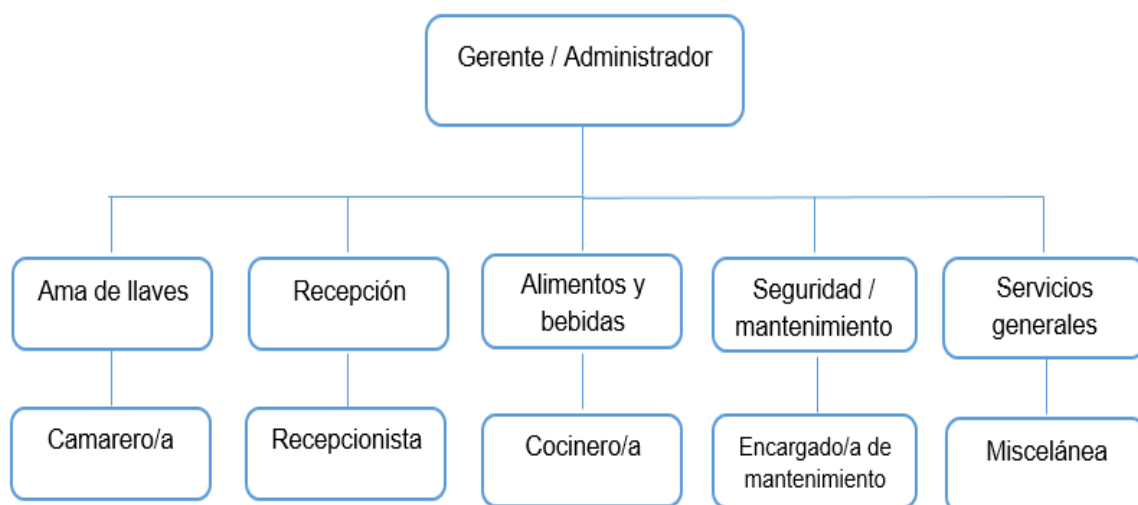 Gerente / Administrador
Ama de llaves
Recepción
Alimentos y
bebidas
Seguridad /
mantenimiento
Servicios
generales
Camarero/a
Recepcionista
Cocinero/a
Encargado/a de
mantenimiento
Miscelánea